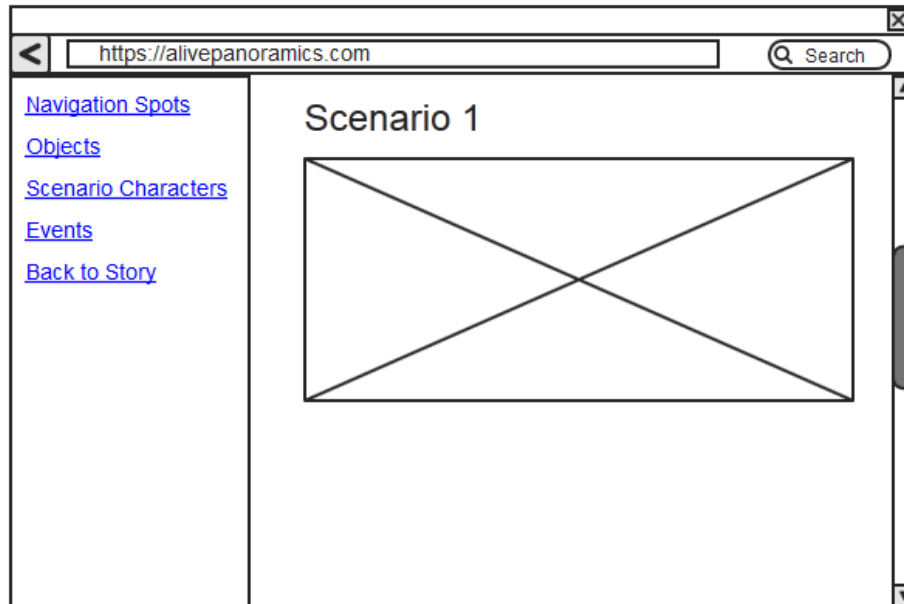 https://alivepanoramics.com
Search
Navigation Spots
Objects
Scenario Characters
Events
Back to Story
Scenario 1